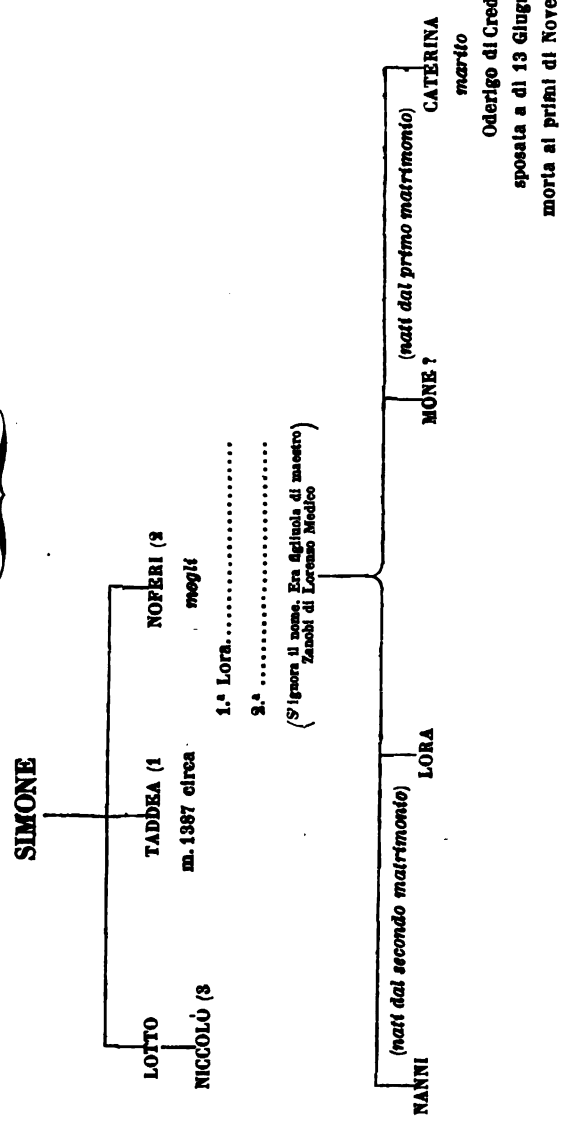 SIMONE
LOTTO
TADDEA (1
NOFERI (2
NICCOLÒ (3
m. 1387 circa
mogli
1.ª Lora
2.ª
(S'ignora il nome. Era figliuola di maestro
Zanobi di Lorenzo Medico)
(nati dal secondo matrimonio)
(nati dal primo matrimonio)
NANNI
LORA
MONE ?
CATERINA
marito
Oderigo di Cred
sposata a dì 13 Giug
morta ai primi di Nove